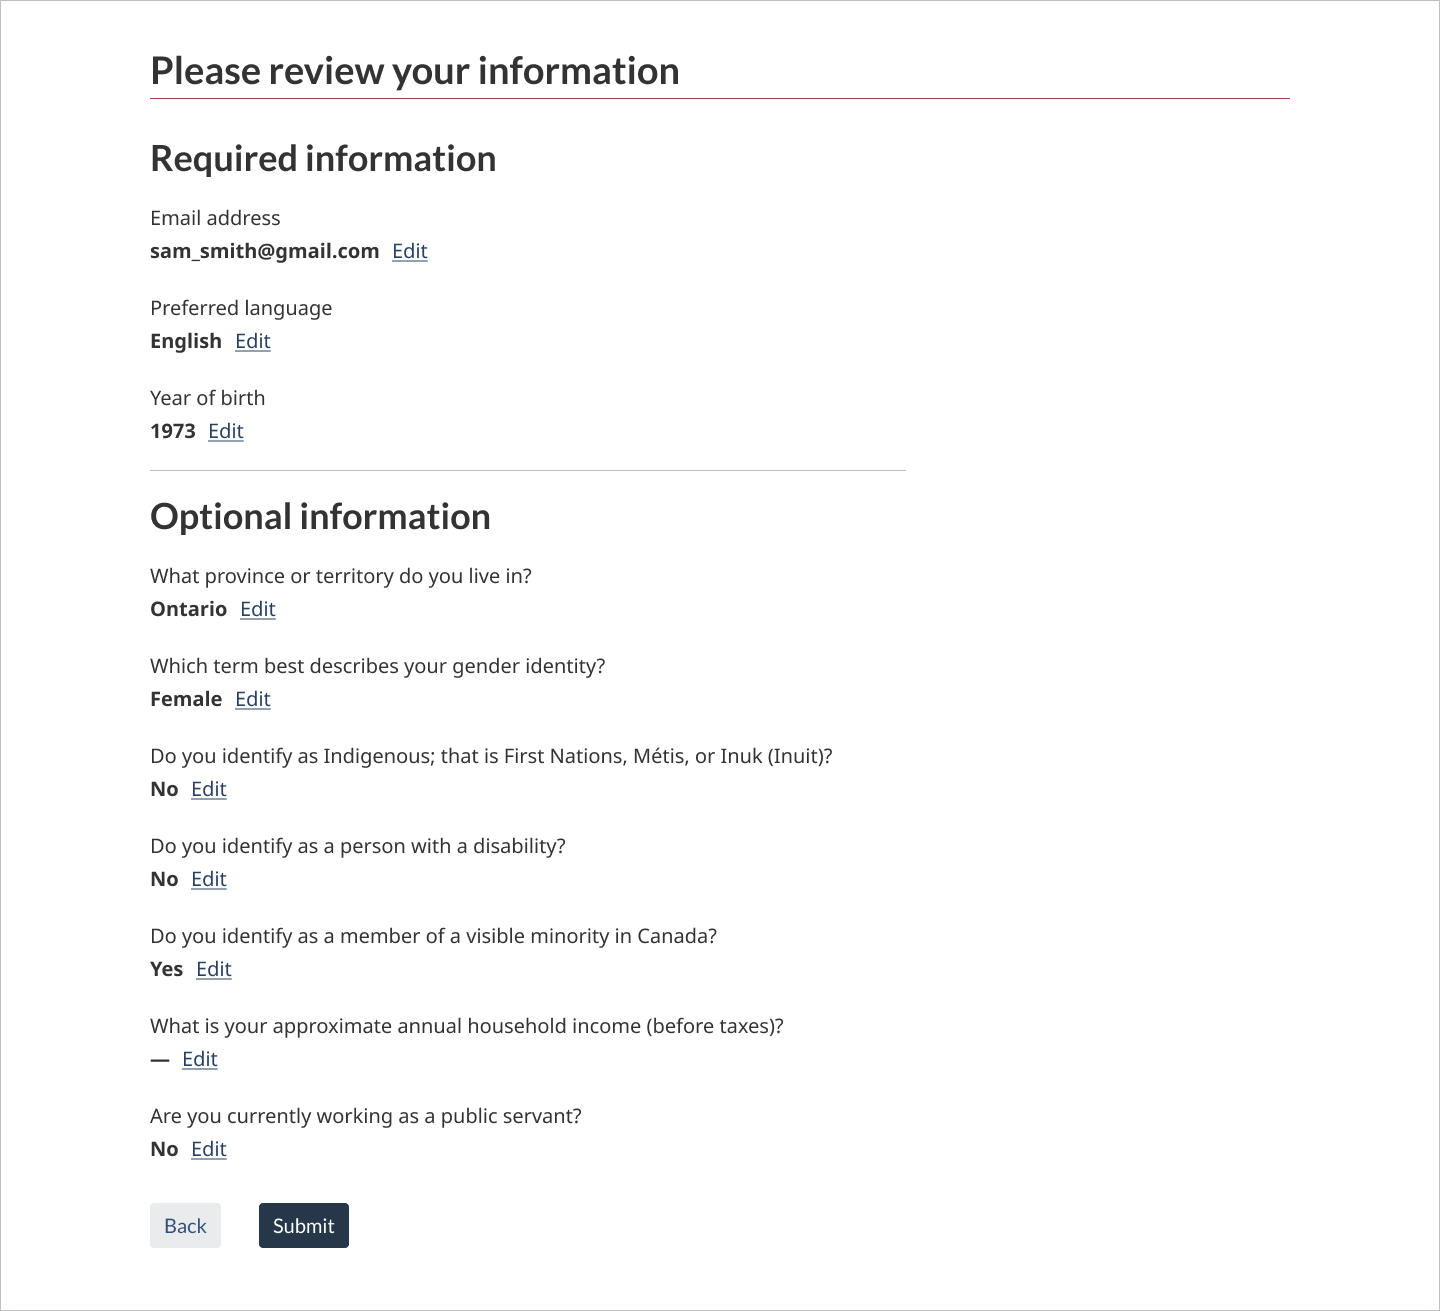 Please review your information
Required information
Email address
sam_smith@gmail.com Edit
Preferred language
English Edit
Year of birth
1973 Edit
Optional information
What province or territory do you live in?
Ontario Edit
Which term best describes your gender identity?
Female Edit
Do you identify as Indigenous; that is First Nations, Métis, or Inuk (Inuit)?
No Edit
Do you identify as a person with a disability?
No Edit
Do you identify as a member of a visible minority in Canada?
Yes Edit
What is your approximate annual household income (before taxes)?
— Edit
Are you currently working as a public servant?
No Edit
Back Submit